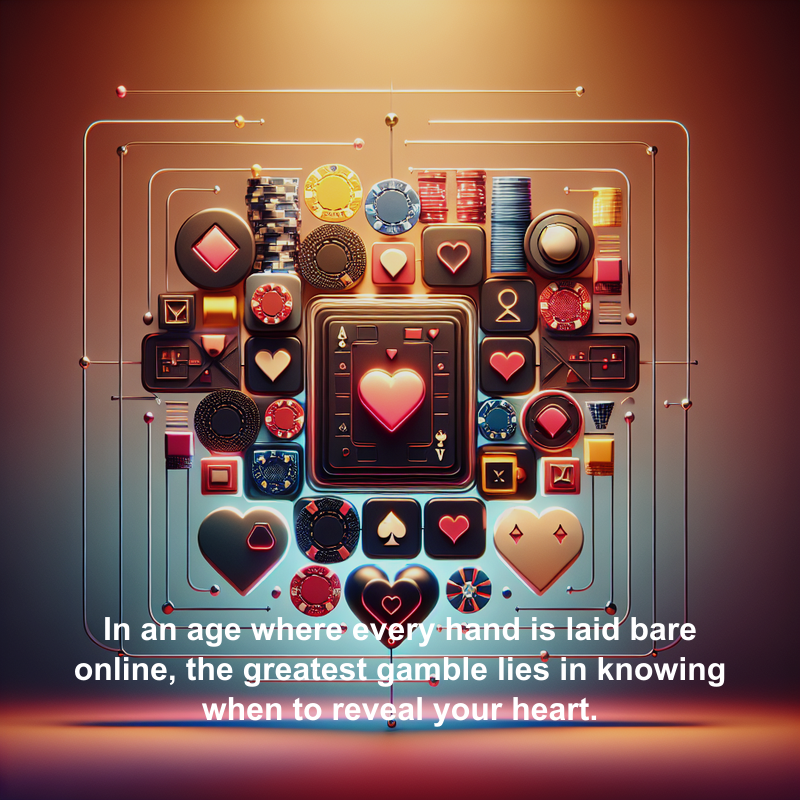 A
A
In an age where every hand is laid bare
online, the greatest gamble lies in knowing
when to reveal your heart.